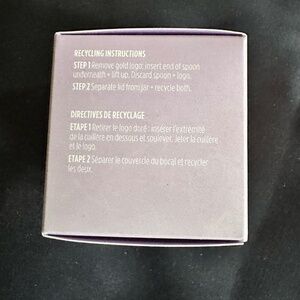 RECYCLING INSTRUCTIONS
STEP 1 Remove gold logo: insert end of spoon
underneath + lift up. Discard spoon + logo.
STEP 2 Separate lid from jar + recycle both.
DIRECTIVES DE RECYCLAGE
ETAPE 1 Retirer le logo doré: insérer l'extrémité
de la cuillère en dessous et soulever. Jeter la cuillère
et le logo.
ETAPE 2 Séparer le couvercle du bocal et recycler
les deux.